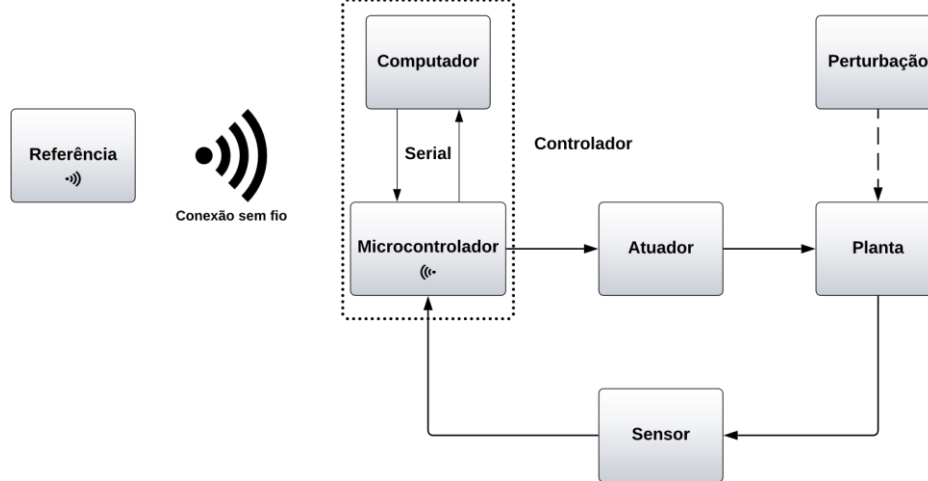 Computador
Perturbação
Referência
Serial
Controlador
Conexão sem fio
Microcontrolador
Atuador
Planta
Sensor